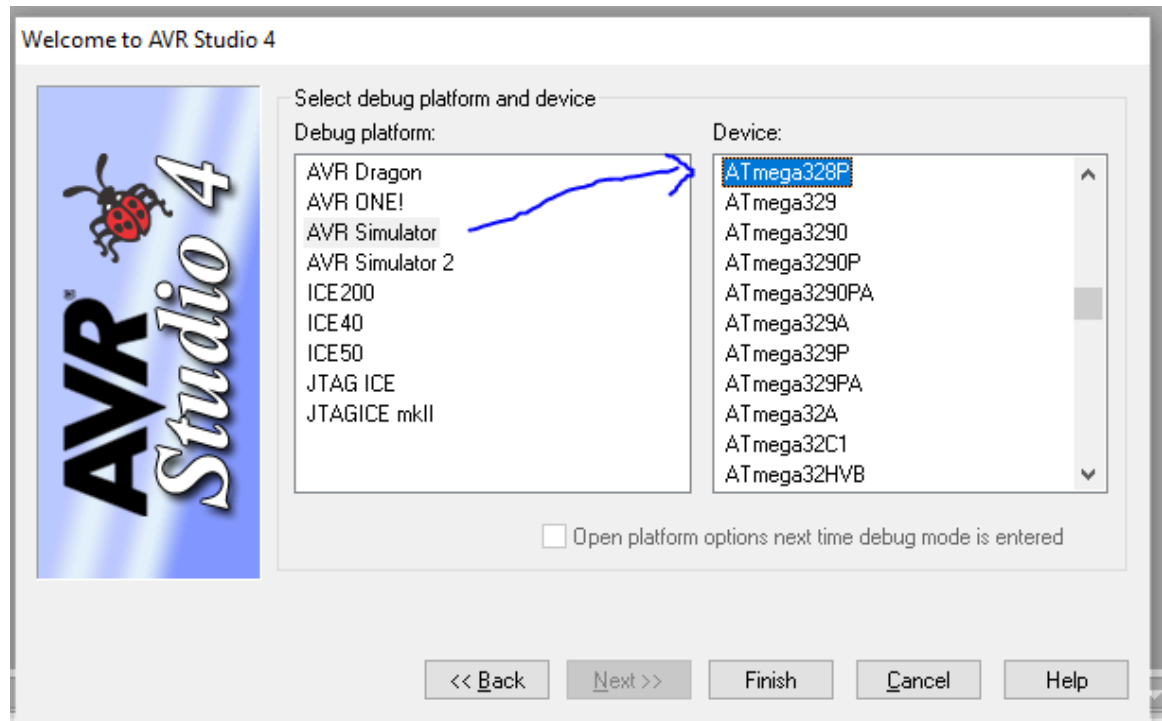 Welcome to AVR Studio 4
AVR Studio 4
Select debug platform and device
Debug platform:
AVR Dragon
AVR ONE!
AVR Simulator
AVR Simulator 2
ICE200
ICE40
ICE50
JTAG ICE
JTAGICE mkII
Device:
ATmega328P
ATmega329
ATmega3290
ATmega3290P
ATmega3290PA
ATmega329A
ATmega329P
ATmega329PA
ATmega32A
ATmega32C1
ATmega32HVB
Open platform options next time debug mode is entered
<< Back
Next >>
Finish
Cancel
Help